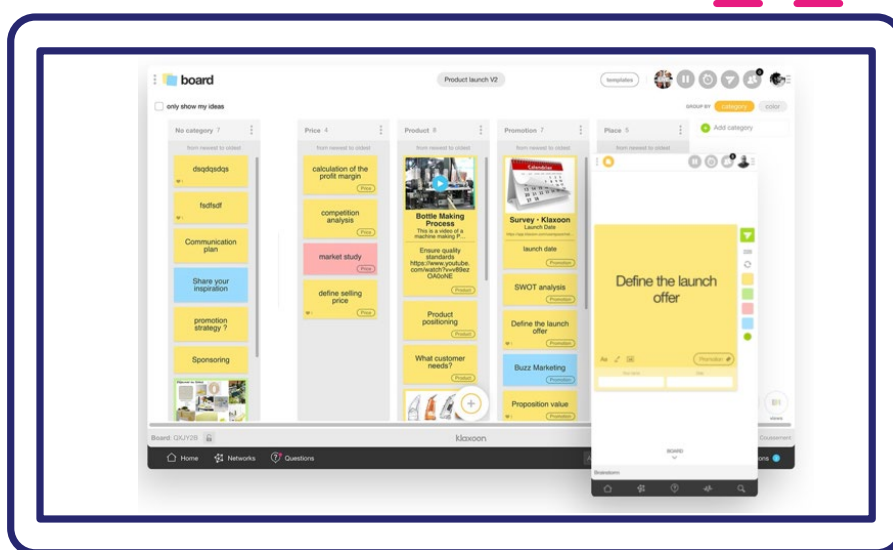 board
Product launch V2
templates
only show my ideas
GROUP BY
category
color
No category 7
from newest to oldest
dsqdqsdqs
fsdfsdf
Communication
plan
Share your
inspiration
promotion
strategy ?
Sponsoring
Price 4
from newest to oldest
calculation of the
profit margin
Price
competition
analysis
Price
market study
Price
define selling
price
Price
Product 8
from newest to oldest
Bottle Making
Process
This is a video of a
machine making P...
Ensure quality
standards
https://www.youtube.
com/watch?v=v89ez
OA0oNE
Product
Product
positioning
Product
What customer
needs?
Product
Promotion 7
from newest to oldest
Calendrier
Survey • Klaxoon
Launch Date
launch date
Promotion
SWOT analysis
Promotion
Define the launch
offer
Promotion
Buzz Marketing
Promotion
Proposition value
Promotion
Place 5
from newest to oldest
Add category
Define the launch
offer
Aa
Promotion
BOARD
Brainstorm
views
Board QXJY2B
klaxoon
Home
Networks
Questions